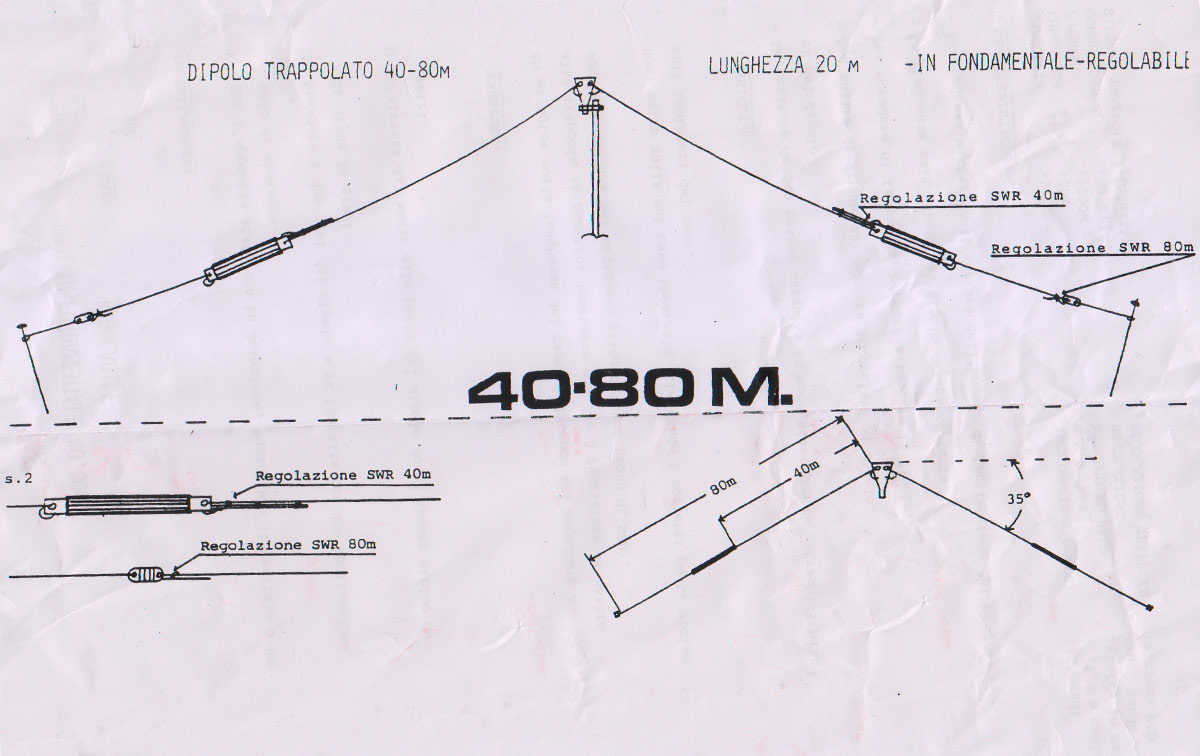 DIPOLO TRAPPOLATO 40-80M
LUNGHEZZA 20 M -IN FONDAMENTALE-REGOLABILE
Regolazione SWR 40m
Regolazione SWR 80m
40·80 M.
s.2
Regolazione SWR 40m
Regolazione SWR 80m
80m
40m
35°